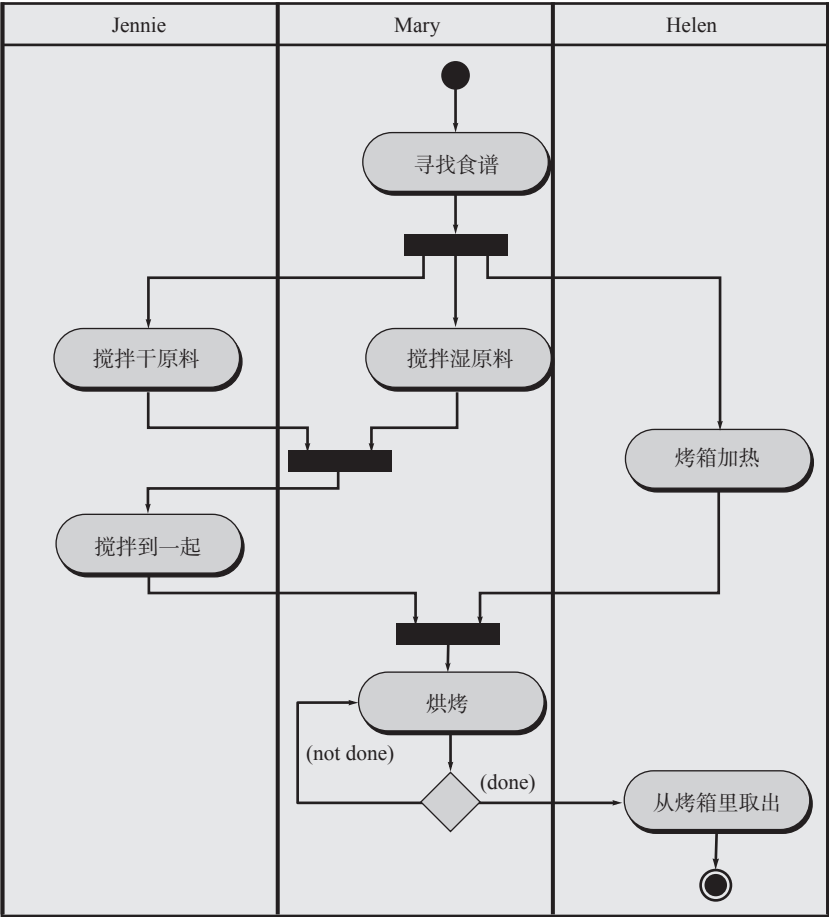 Jennie
Mary
Helen
寻找食谱
搅拌干原料
搅拌湿原料
烤箱加热
搅拌到一起
烘烤
(not done)
(done)
从烤箱里取出